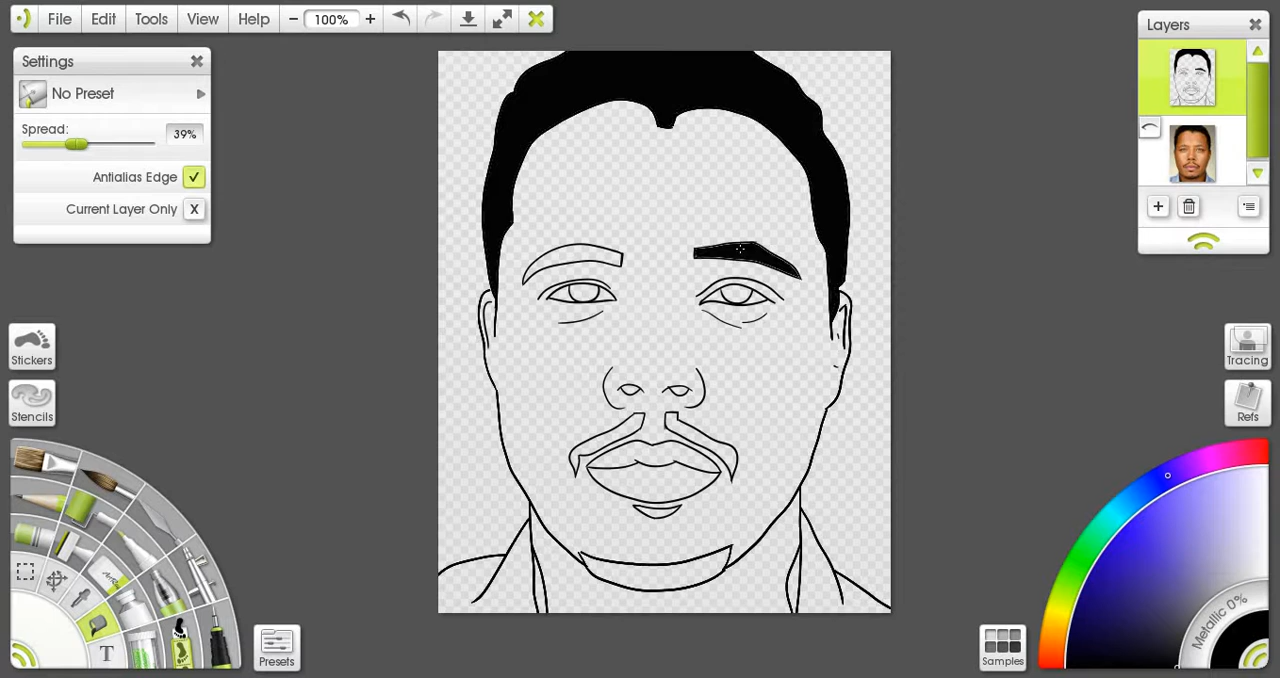 File Edit Tools View Help 100%
Settings
No Preset
Spread:
39%
Antialias Edge
Current Layer Only X
Layers
Stickers
Stencils
Tracing
Refs
T
Presets
Samples
Metallic 0%